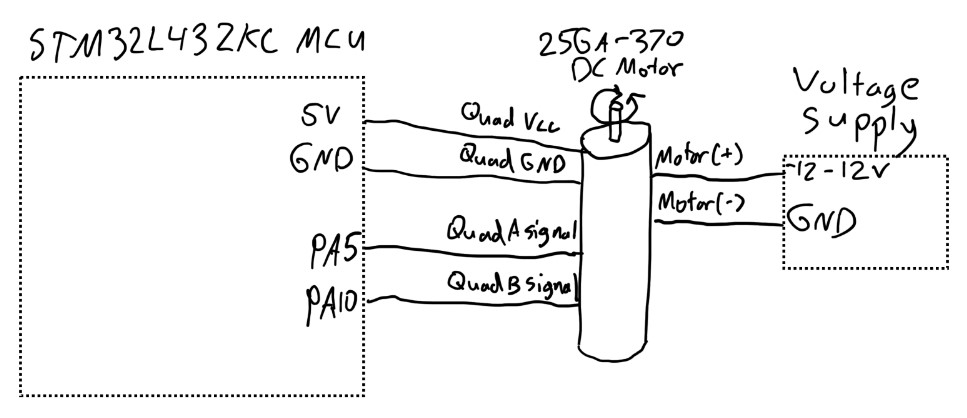 STM32L432KC MCU
25GA-370
DC Motor
Voltage
Supply
5V
Quad Vcc
GND
Quad GND
Motor(+)
-12-12v
Motor(-)
GND
PA5
Quad A signal
PA10
Quad B signal